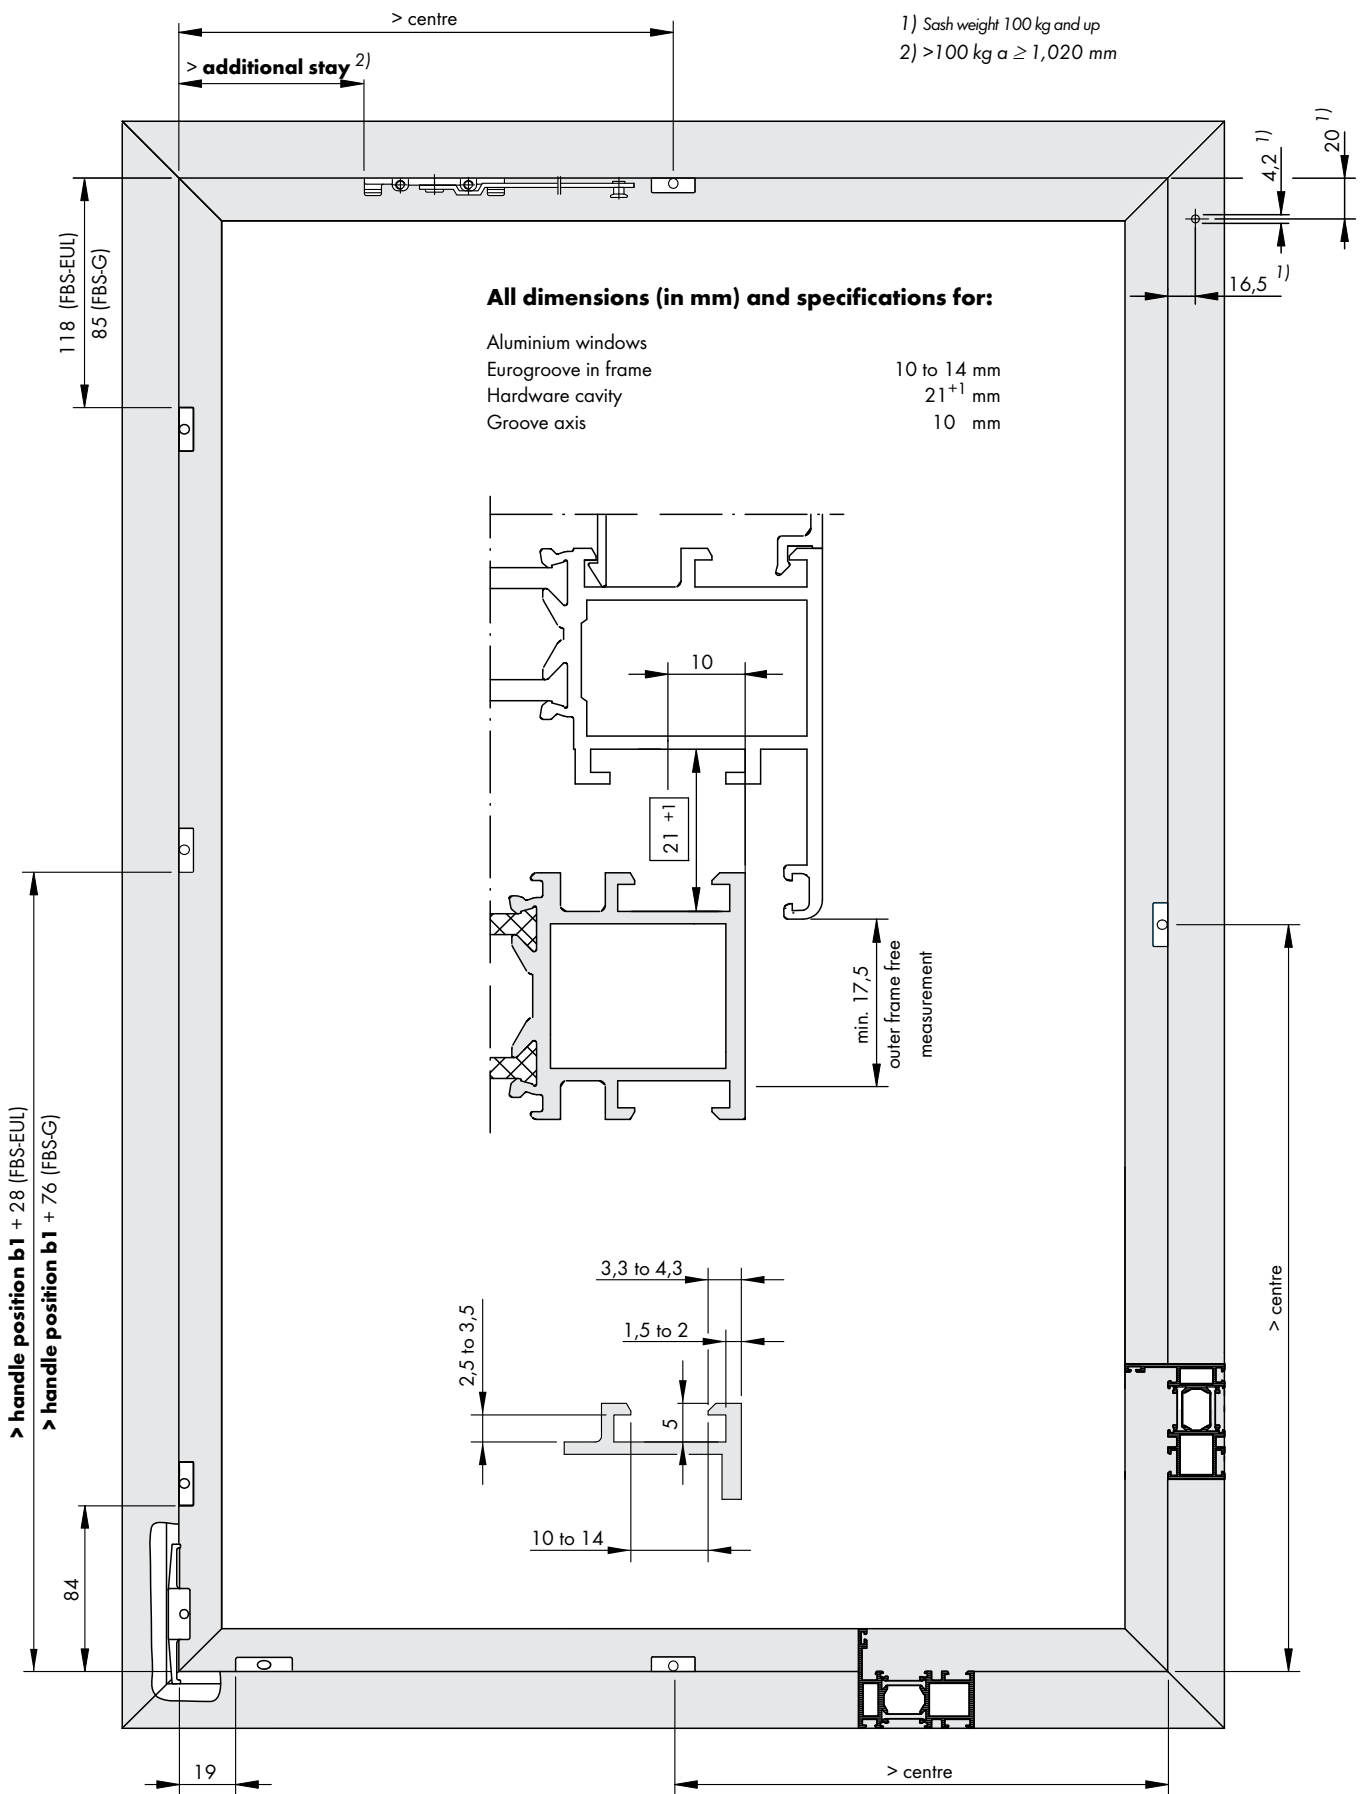 > centre
1) Sash weight 100 kg and up
2) >100 kg a ≥ 1,020 mm
> additional stay 2)
20 1)
4,2 1)
16,5 1)
118 (FBS-EUL)
85 (FBS-G)
All dimensions (in mm) and specifications for:
Aluminium windows
Eurogroove in frame 10 to 14 mm
Hardware cavity 21+1 mm
Groove axis 10 mm
10
21 +1
min. 17,5
outer frame free
measurement
> handle position b1 + 28 (FBS-EUL)
> handle position b1 + 76 (FBS-G)
> centre
3,3 to 4,3
1,5 to 2
2,5 to 3,5
5
10 to 14
84
19
> centre